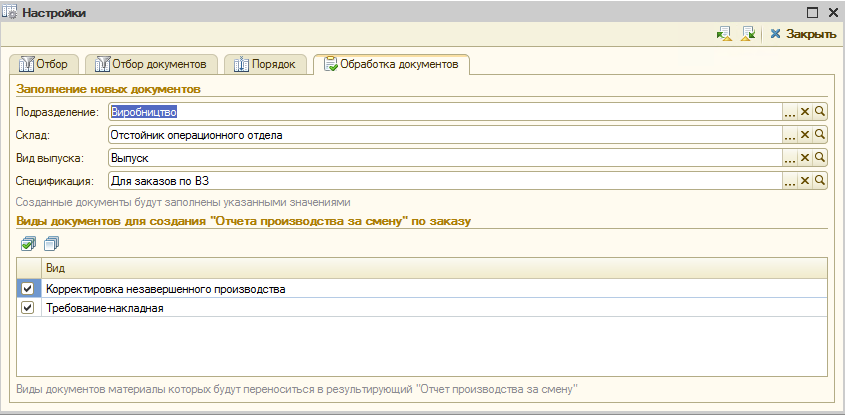 Настройки
Закрыть
Отбор
Отбор документов
Порядок
Обработка документов
Заполнение новых документов
Подразделение: Виробництво
Склад: Отстойник операционного отдела
Вид выпуска: Выпуск
Спецификация: Для заказов по ВЗ
Созданные документы будут заполнены указанными значениями
Виды документов для создания "Отчета производства за смену" по заказу
Вид
Корректировка незавершенного производства
Требование-накладная
Виды документов материалы которых будут переноситься в результирующий "Отчет производства за смену"